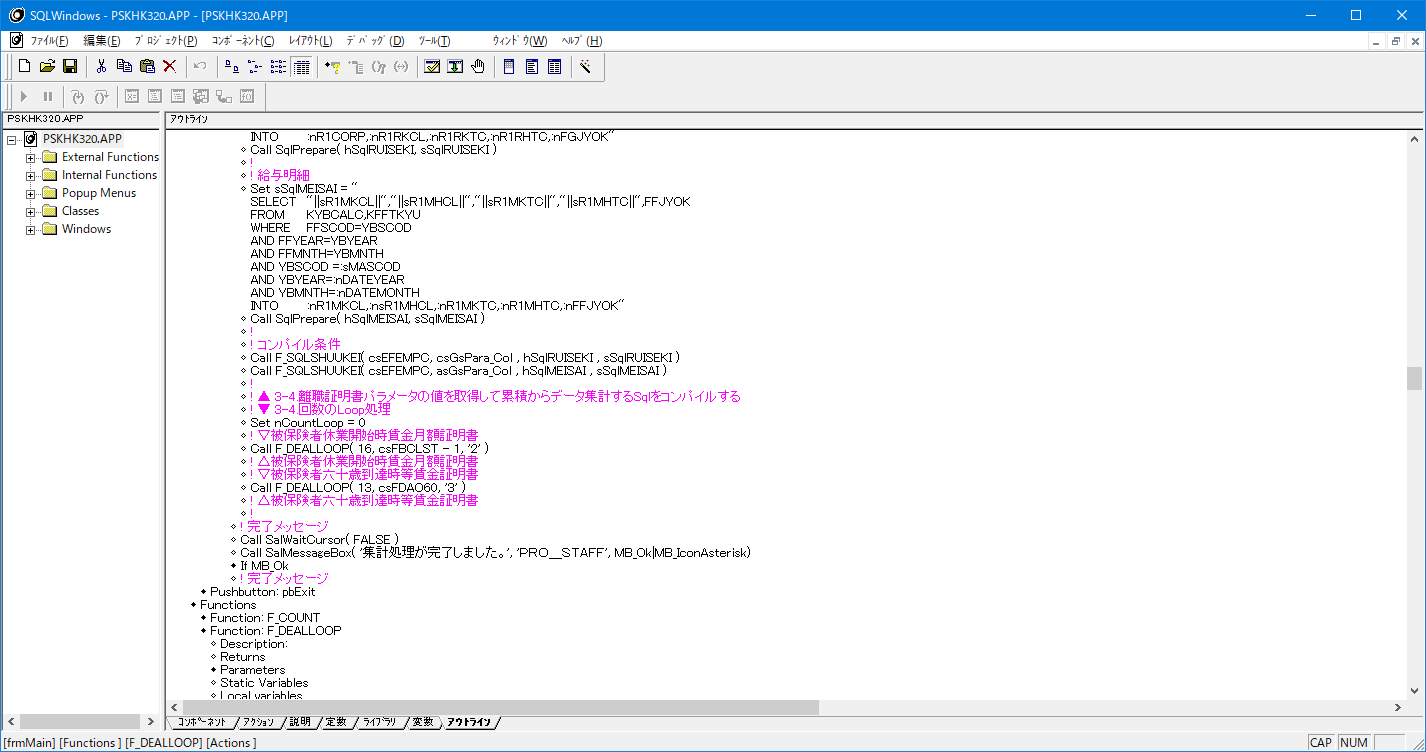 SQLWindows - PSKHK320.APP - [PSKHK320.APP]
ﾌｧｲﾙ(F) 編集(E) ﾌﾟﾛｼﾞｪｸﾄ(P) ｺﾝﾎﾟｰﾈﾝﾄ(C) ﾚｲｱｳﾄ(L) ﾃﾞﾊﾞｯｸﾞ(D) ﾂｰﾙ(T) ｳｨﾝﾄﾞｳ(W) ﾍﾙﾌﾟ(H)
PSKHK320.APP
ｱｳﾄﾗｲﾝ
PSKHK320.APP
External Functions
Internal Functions
Popup Menus
Classes
Windows
INTO :nR1CORP,:nR1RKCL,:nR1RKTC,:nR1RHTC,:nFGJYOK"
Call SqlPrepare( hSqlRUISEKI, sSqlRUISEKI )
!
! 給与明細
Set sSqlMEISAI = "
SELECT "||sR1MKCL||","||sR1MHCL||","||sR1MKTC||","||sR1MHTC||",FFJYOK
FROM KYBCALC,KFFTKYU
WHERE FFSCOD=YBSCOD
AND FFYEAR=YBYEAR
AND FFMNTH=YBMNTH
AND YBSCOD =:sMASCOD
AND YBYEAR=:nDATEYEAR
AND YBMNTH=:nDATEMONTH
INTO :nR1MKCL,:nsR1MHCL,:nR1MKTC,:nR1MHTC,:nFFJYOK"
Call SqlPrepare( hSqlMEISAI, sSqlMEISAI )
!
! コンパイル条件
Call F_SQLSHUUKEI( csEFEMPC, csGsPara_Col , hSqlRUISEKI , sSqlRUISEKI )
Call F_SQLSHUUKEI( csEFEMPC, asGsPara_Col , hSqlMEISAI , sSqlMEISAI )
!
! ▲ 3-4.離職証明書パラメータの値を取得して累積からデータ集計するSqlをコンパイルする
! ▼ 3-4.回数のLoop処理
Set nCountLoop = 0
! ▽被保険者休業開始時賃金月額証明書
Call F_DEALLOOP( 16, csFBCLST - 1, '2' )
! △被保険者休業開始時賃金月額証明書
! ▽被保険者六十歳到達時等賃金証明書
Call F_DEALLOOP( 13, csFDAO60, '3' )
! △被保険者六十歳到達時等賃金証明書
!
! 完了メッセージ
Call SalWaitCursor( FALSE )
Call SalMessageBox( '集計処理が完了しました。', 'ＰＲＯ＿ＳＴＡＦＦ', MB_Ok|MB_IconAsterisk)
If MB_Ok
! 完了メッセージ
Pushbutton: pbExit
Functions
Function: F_COUNT
Function: F_DEALLOOP
Description:
Returns
Parameters
Static Variables
Local variables
ｺﾝﾎﾟｰﾈﾝﾄ ｱｸｼｮﾝ 説明 定数 ﾗｲﾌﾞﾗﾘ 変数 ｱｳﾄﾗｲﾝ
[frmMain] [Functions ] [F_DEALLOOP] [Actions ] CAP NUM